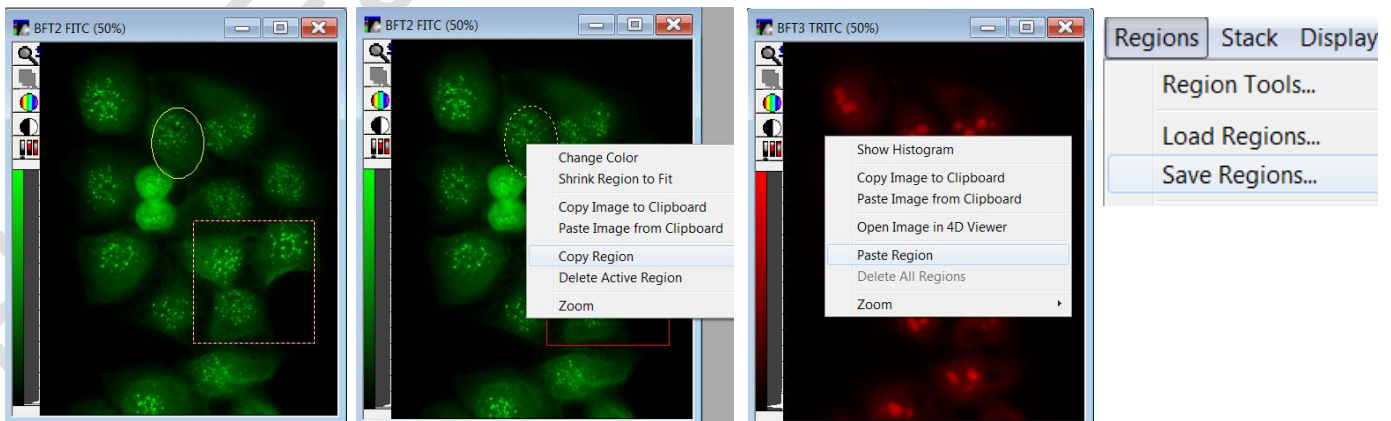 BFT2 FITC (50%)
BFT2 FITC (50%)
Change Color
Shrink Region to Fit
Copy Image to Clipboard
Paste Image from Clipboard
Copy Region
Delete Active Region
Zoom
BFT3 TRITC (50%)
Show Histogram
Copy Image to Clipboard
Paste Image from Clipboard
Open Image in 4D Viewer
Paste Region
Delete All Regions
Zoom
Regions Stack Display
Region Tools...
Load Regions...
Save Regions...